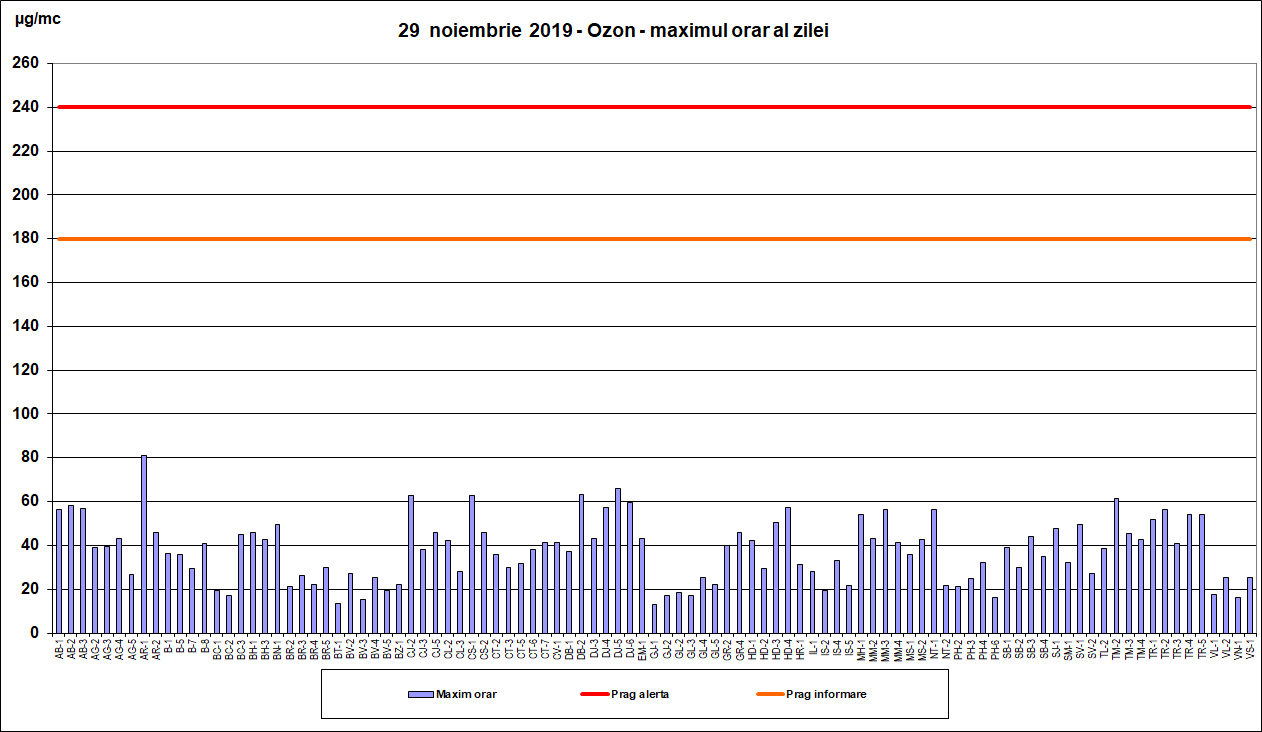 µg/mc
29 noiembrie 2019 - Ozon - maximul orar al zilei
260
240
220
200
180
160
140
120
100
80
60
40
20
0
AB-1
AB-2
AB-3
AG-2
AG-3
AG-4
AG-5
AR-1
AR-2
B-1
B-5
B-7
B-8
BC-1
BC-2
BC-3
BH-1
BH-3
BN-1
BR-2
BR-3
BR-4
BR-5
BT-1
BV-2
BV-3
BV-4
BV-5
BZ-1
CJ-2
CJ-3
CJ-5
CL-2
CL-3
CS-1
CS-2
CT-2
CT-3
CT-5
CT-6
CT-7
CV-1
DB-1
DB-2
DJ-3
DJ-4
DJ-5
DJ-6
EM-1
GJ-1
GJ-2
GL-2
GL-3
GL-4
GL-5
GR-2
GR-4
HD-1
HD-2
HD-3
HD-4
HR-1
IL-1
IS-2
IS-4
IS-5
MH-1
MM-2
MM-3
MM-4
MS-1
MS-2
NT-1
NT-2
PH-2
PH-3
PH-4
PH-6
SB-1
SB-2
SB-3
SB-4
SJ-1
SM-1
SV-1
SV-2
TL-2
TM-2
TM-3
TM-4
TR-1
TR-2
TR-3
TR-4
TR-5
VL-1
VL-2
VN-1
VS-1
Maxim orar
Prag alerta
Prag informare